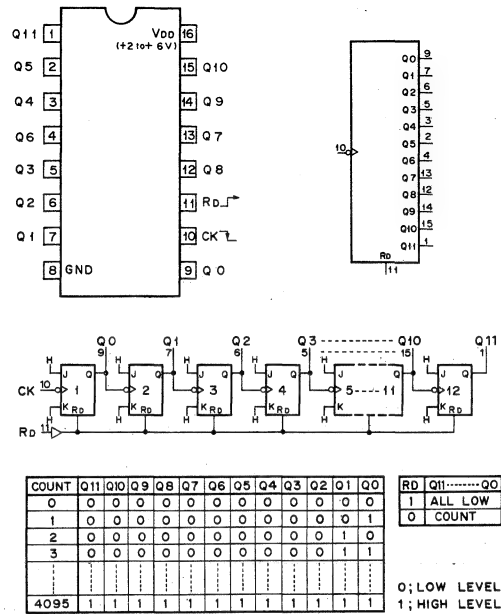 Q11 1 VDD 16
(+2 to + 6V)
Q5 2 15 Q10
Q4 3 14 Q9
Q6 4 13 Q7
Q3 5 12 Q8
Q2 6 11 RD
Q1 7 10 CK
8 GND 9 Q0
Q0 9
Q1 7
Q2 6
Q3 5
Q4 3
Q5 2
10 Q6 4
Q7 13
Q8 12
Q9 14
Q10 15
Q11 1
RD
11
Q0 Q1 Q2 Q3 ---------- Q10 Q11
9 7 6 5 ---------- 15 1
H H H H H H
J Q J Q J Q J Q J Q J Q
CK 10 1 2 3 4 5 ----- 11 12
K RD K RD K RD K RD K RD K RD
H H H H H H
RD 11
COUNT Q11 Q10 Q9 Q8 Q7 Q6 Q5 Q4 Q3 Q2 Q1 Q0
0 0 0 0 0 0 0 0 0 0 0 0 0
1 0 0 0 0 0 0 0 0 0 0 0 1
2 0 0 0 0 0 0 0 0 0 0 1 0
3 0 0 0 0 0 0 0 0 0 0 1 1
4095 1 1 1 1 1 1 1 1 1 1 1 1
RD Q11--------Q0
1 ALL LOW
0 COUNT
0; LOW LEVEL
1; HIGH LEVEL